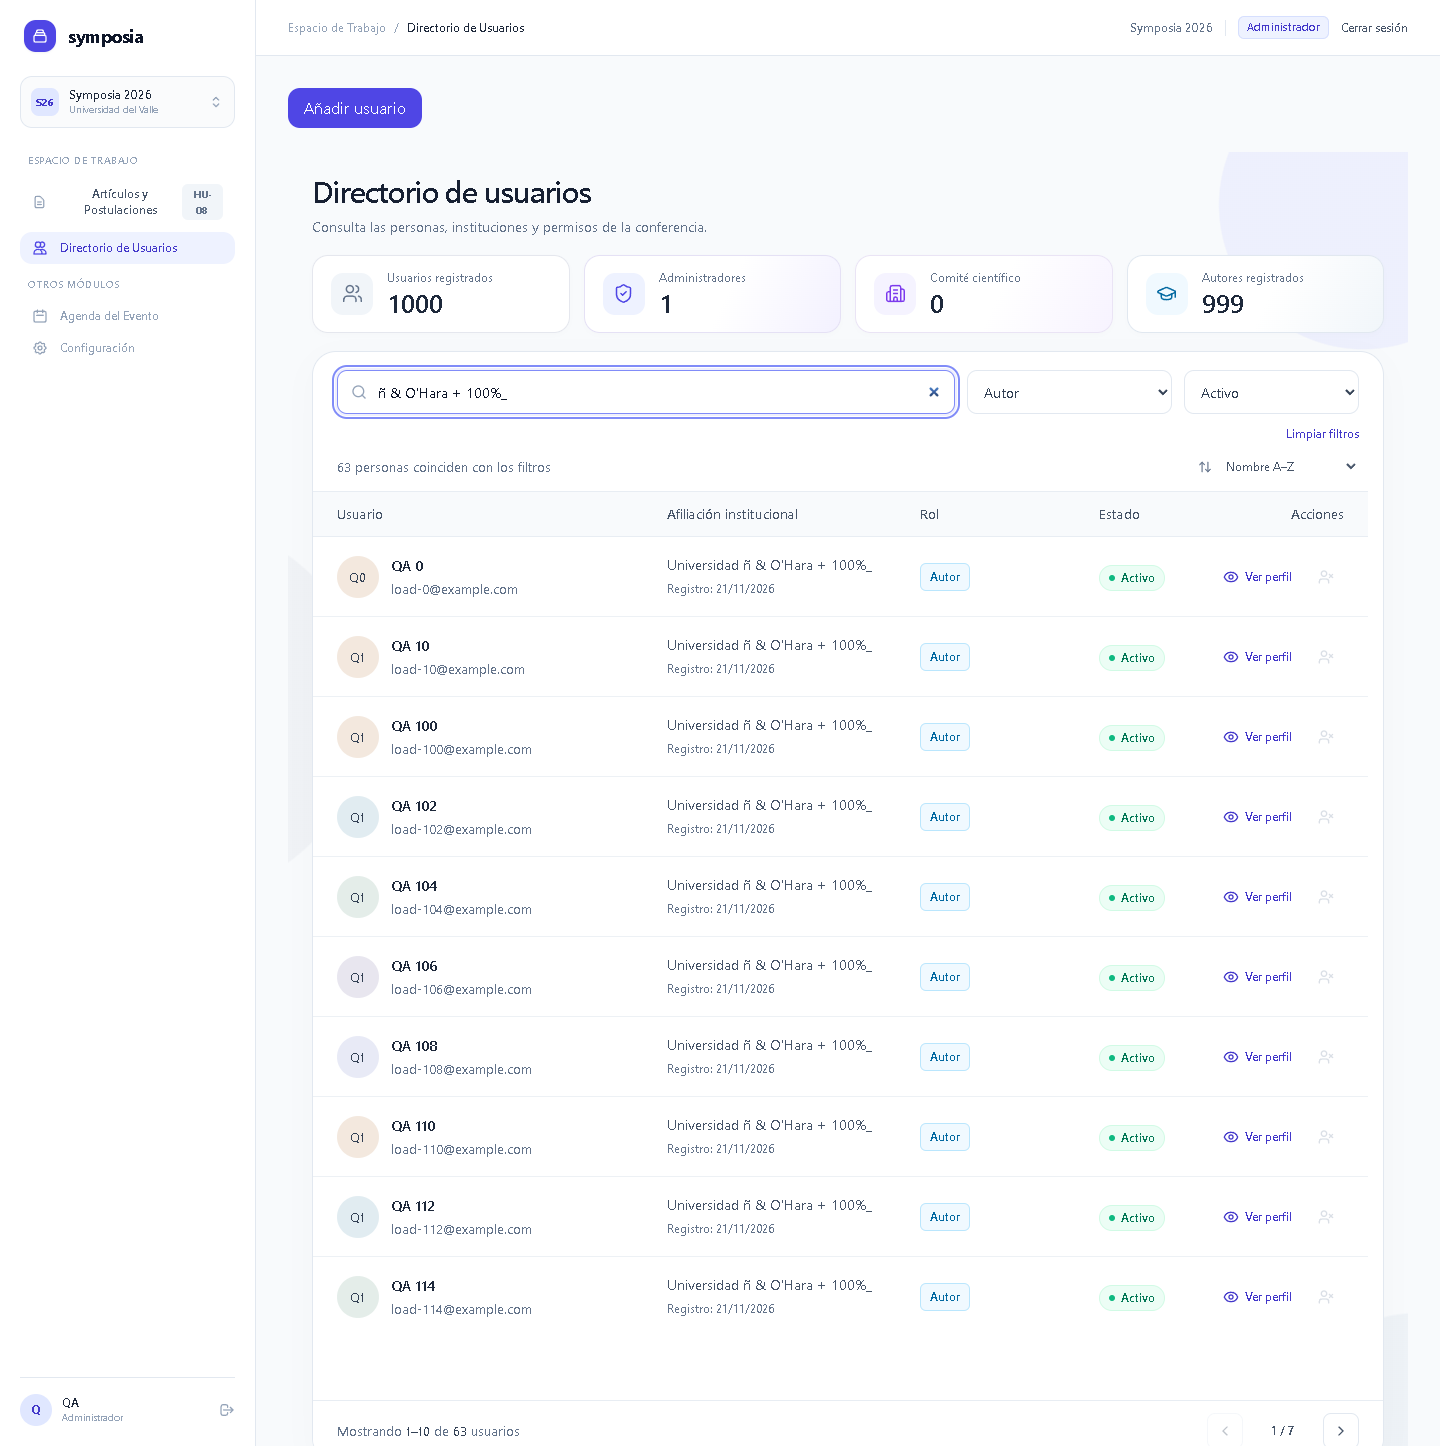 symposia
Espacio de Trabajo / Directorio de Usuarios
Symposia 2026
Administrador
Cerrar sesión
S26
Symposia 2026
Universidad del Valle
ESPACIO DE TRABAJO
Artículos y
Postulaciones
HU-
08
Directorio de Usuarios
OTROS MÓDULOS
Agenda del Evento
Configuración
Añadir usuario
Directorio de usuarios
Consulta las personas, instituciones y permisos de la conferencia.
Usuarios registrados
1000
Administradores
1
Comité científico
0
Autores registrados
999
ñ & O'Hara + 100%_
Autor
Activo
Limpiar filtros
63 personas coinciden con los filtros
Nombre A–Z
Usuario Afiliación institucional Rol Estado Acciones
Q0 QA 0 Universidad ñ & O'Hara + 100%_ Autor Activo Ver perfil
load-0@example.com Registro: 21/11/2026
Q1 QA 10 Universidad ñ & O'Hara + 100%_ Autor Activo Ver perfil
load-10@example.com Registro: 21/11/2026
Q1 QA 100 Universidad ñ & O'Hara + 100%_ Autor Activo Ver perfil
load-100@example.com Registro: 21/11/2026
Q1 QA 102 Universidad ñ & O'Hara + 100%_ Autor Activo Ver perfil
load-102@example.com Registro: 21/11/2026
Q1 QA 104 Universidad ñ & O'Hara + 100%_ Autor Activo Ver perfil
load-104@example.com Registro: 21/11/2026
Q1 QA 106 Universidad ñ & O'Hara + 100%_ Autor Activo Ver perfil
load-106@example.com Registro: 21/11/2026
Q1 QA 108 Universidad ñ & O'Hara + 100%_ Autor Activo Ver perfil
load-108@example.com Registro: 21/11/2026
Q1 QA 110 Universidad ñ & O'Hara + 100%_ Autor Activo Ver perfil
load-110@example.com Registro: 21/11/2026
Q1 QA 112 Universidad ñ & O'Hara + 100%_ Autor Activo Ver perfil
load-112@example.com Registro: 21/11/2026
Q1 QA 114 Universidad ñ & O'Hara + 100%_ Autor Activo Ver perfil
load-114@example.com Registro: 21/11/2026
Mostrando 1–10 de 63 usuarios
1 / 7
Q
QA
Administrador